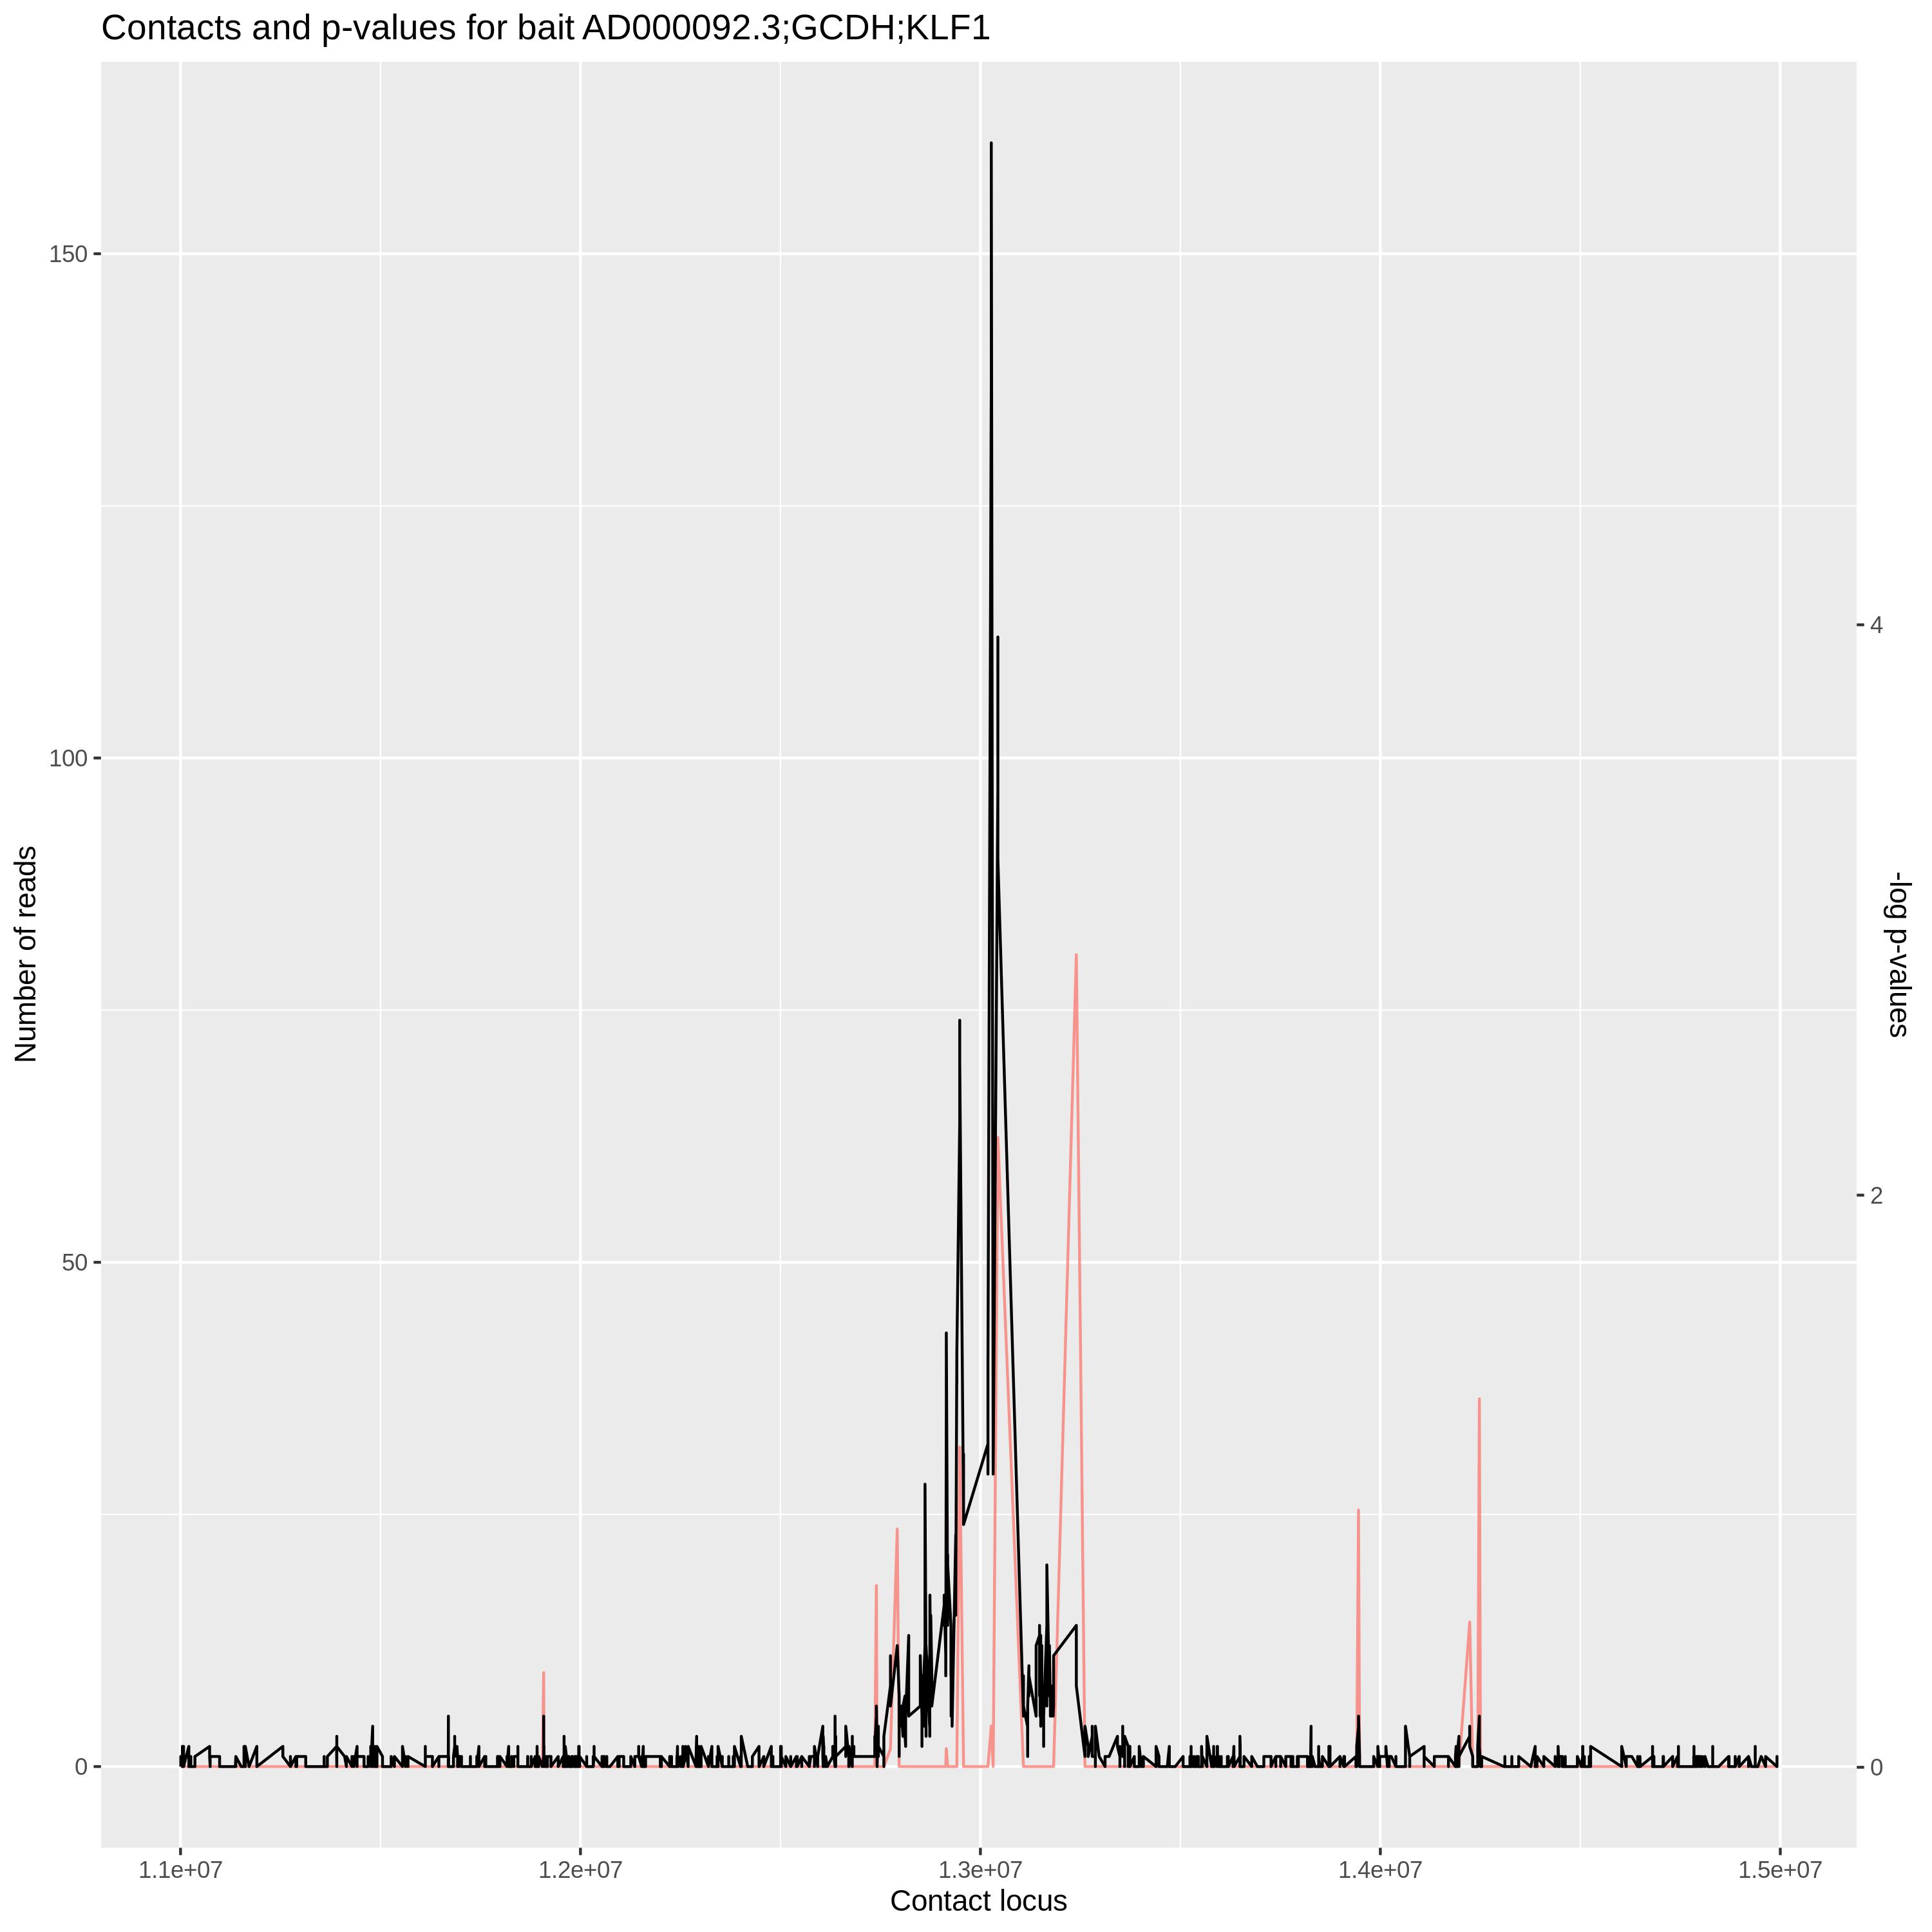 Contacts and p-values for bait AD000092.3;GCDH;KLF1
150
100
50
0
Number of reads
4
2
0
-log p-values
1.1e+07 1.2e+07 1.3e+07 1.4e+07 1.5e+07
Contact locus